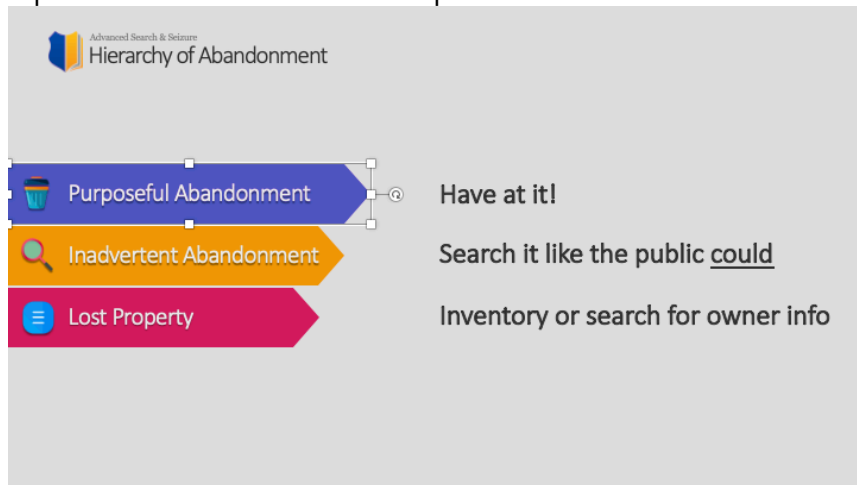 Advanced Search & Seizure
Hierarchy of Abandonment
Purposeful Abandonment
Have at it!
Inadvertent Abandonment
Search it like the public could
Lost Property
Inventory or search for owner info